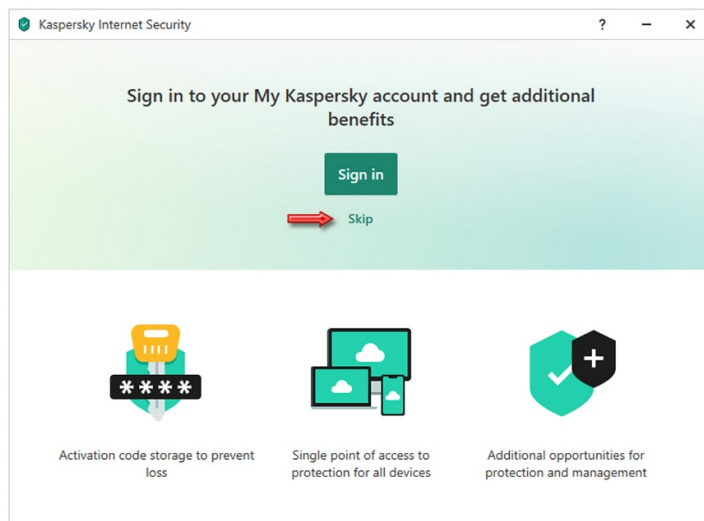 Kaspersky Internet Security
Sign in to your My Kaspersky account and get additional
benefits
Sign in
Skip
****
Activation code storage to prevent
loss
Single point of access to
protection for all devices
Additional opportunities for
protection and management